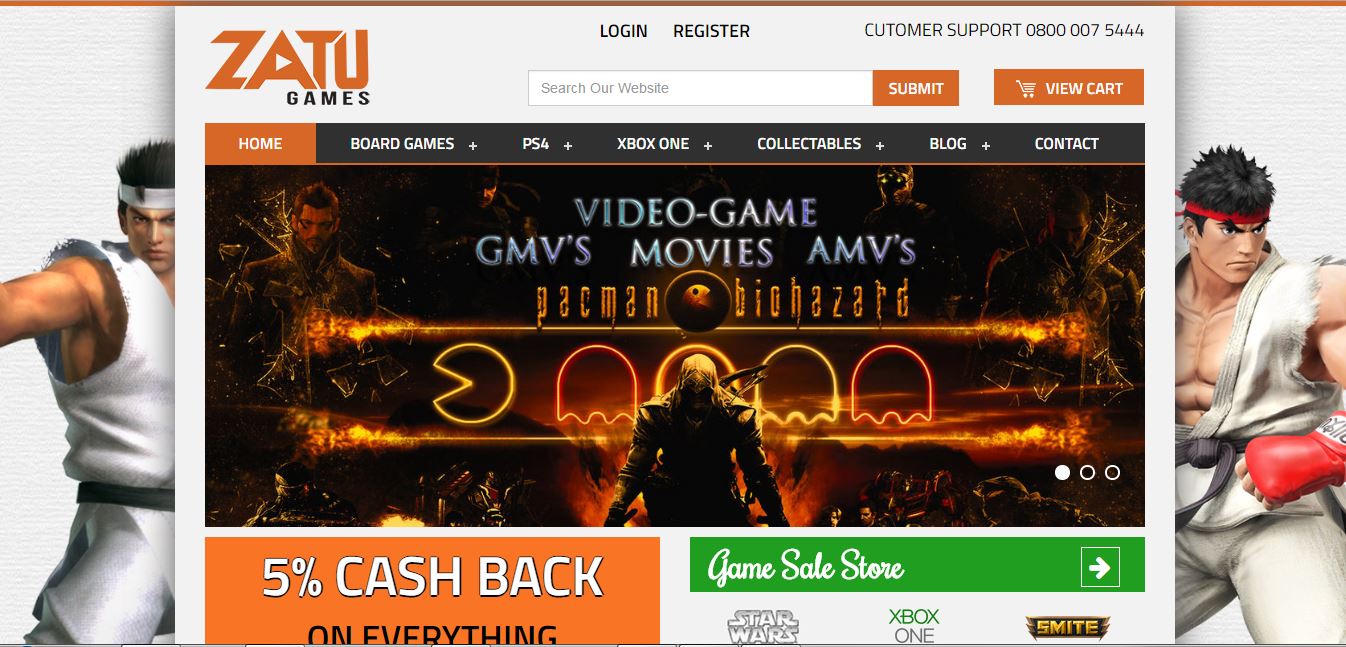 ZATU
GAMES
LOGIN REGISTER
CUTOMER SUPPORT 0800 007 5444
Search Our Website
SUBMIT
VIEW CART
HOME BOARD GAMES + PS4 + XBOX ONE + COLLECTABLES + BLOG + CONTACT
VIDEO-GAME
GMV'S MOVIES AMV'S
pacman biohazard
5% CASH BACK
ON EVERYTHING
Game Sale Store
STAR
WARS
XBOX
ONE
SMITE